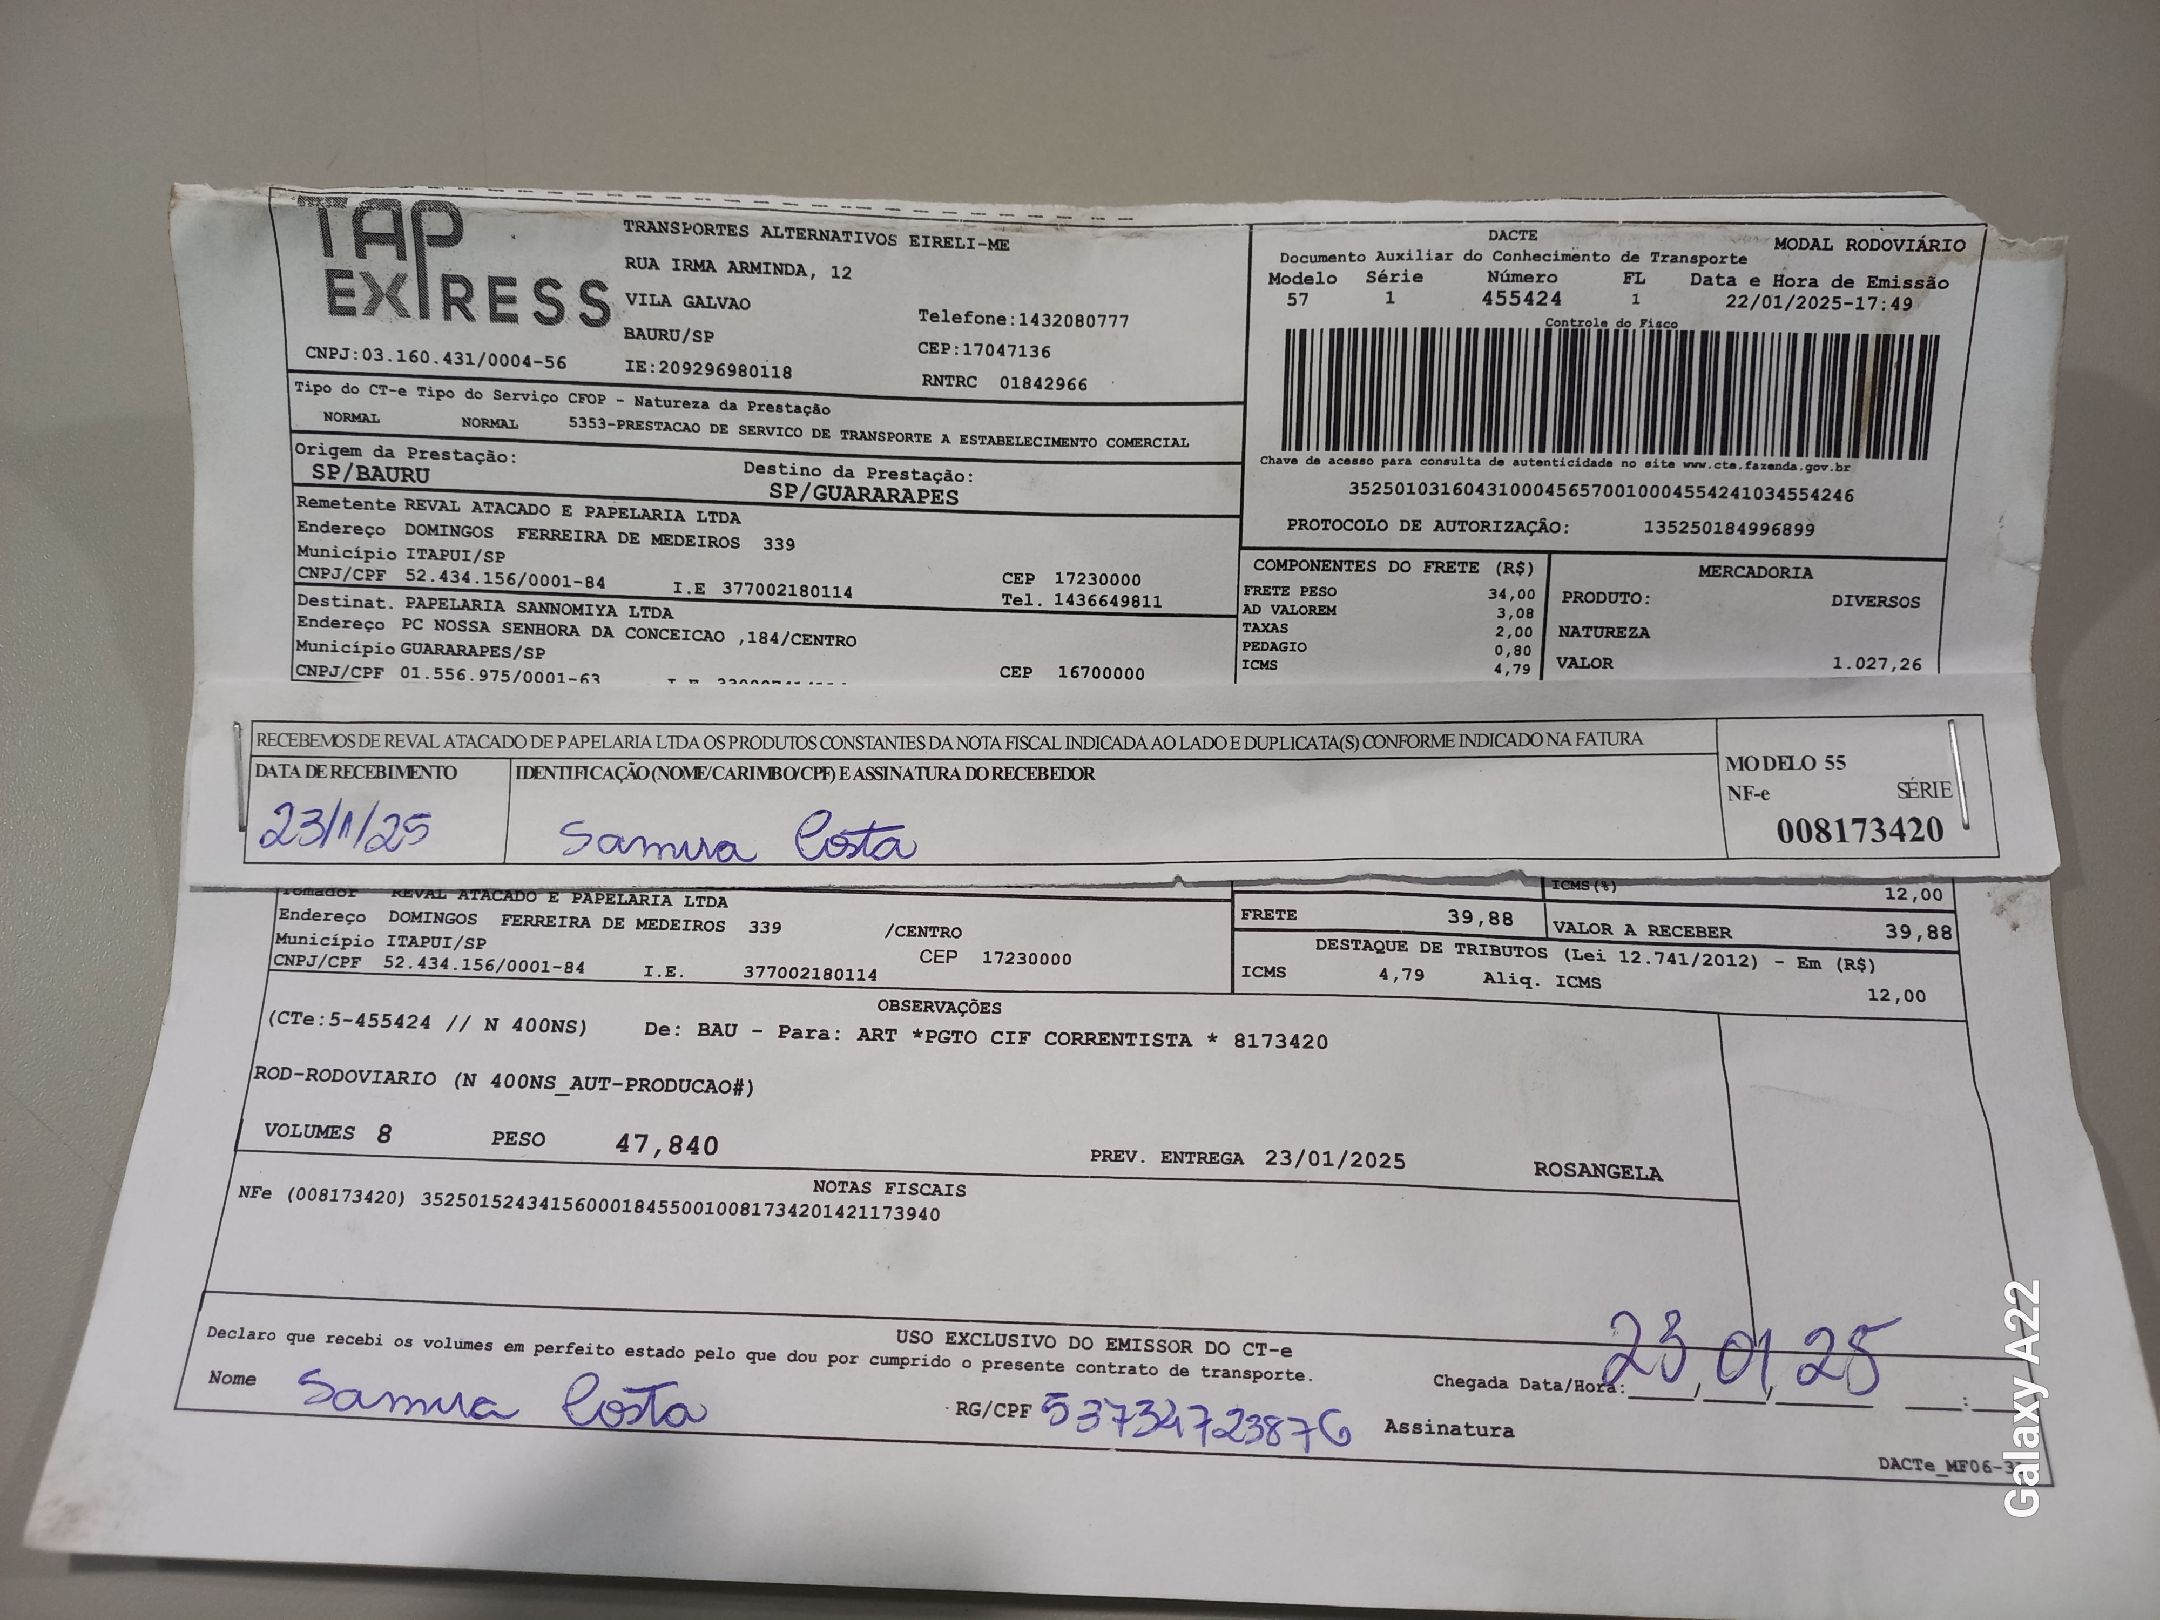 TAP EXPRESS
TRANSPORTES ALTERNATIVOS EIRELI-ME
RUA IRMA ARMINDA, 12
VILA GALVAO
Telefone:1432080777
BAURU/SP
CEP:17047136
CNPJ:03.160.431/0004-56
IE:209296980118
RNTRC 01842966
DACTE
MODAL RODOVIÁRIO
Documento Auxiliar do Conhecimento de Transporte
Modelo Série Número FL Data e Hora de Emissão
57 1 455424 1 22/01/2025-17:49
Controle do Fisco
Chave de acesso para consulta de autenticidade no site www.cte.fazenda.gov.br
35250103160431000456570010004554241034554246
PROTOCOLO DE AUTORIZAÇÃO: 135250184996899
Tipo do CT-e Tipo do Serviço CFOP - Natureza da Prestação
NORMAL NORMAL 5353-PRESTACAO DE SERVICO DE TRANSPORTE A ESTABELECIMENTO COMERCIAL
Origem da Prestação: Destino da Prestação:
SP/BAURU SP/GUARARAPES
Remetente REVAL ATACADO E PAPELARIA LTDA
Endereço DOMINGOS FERREIRA DE MEDEIROS 339
Município ITAPUI/SP CEP 17230000
CNPJ/CPF 52.434.156/0001-84 I.E 377002180114 Tel. 1436649811
Destinat. PAPELARIA SANNOMIYA LTDA
Endereço PC NOSSA SENHORA DA CONCEICAO ,184/CENTRO
Município GUARARAPES/SP
CNPJ/CPF 01.556.975/0001-63 CEP 16700000
COMPONENTES DO FRETE (R$) MERCADORIA
FRETE PESO 34,00 PRODUTO: DIVERSOS
AD VALOREM 3,08
TAXAS 2,00 NATUREZA
PEDAGIO 0,80
ICMS 4,79 VALOR 1.027,26
RECEBEMOS DE REVAL ATACADO DE PAPELARIA LTDA OS PRODUTOS CONSTANTES DA NOTA FISCAL INDICADA AO LADO E DUPLICATA(S) CONFORME INDICADO NA FATURA
DATA DE RECEBIMENTO IDENTIFICAÇÃO (NOME/CARIMBO/CPF) E ASSINATURA DO RECEBEDOR
23/1/25 Samira Costa
MODELO 55
NF-e SÉRIE
008173420
Tomador REVAL ATACADO E PAPELARIA LTDA
Endereço DOMINGOS FERREIRA DE MEDEIROS 339 /CENTRO
Município ITAPUI/SP CEP 17230000
CNPJ/CPF 52.434.156/0001-84 I.E. 377002180114
ICMS(%) 12,00
FRETE 39,88 VALOR A RECEBER 39,88
DESTAQUE DE TRIBUTOS (Lei 12.741/2012) - Em (R$)
ICMS 4,79 Aliq. ICMS 12,00
OBSERVAÇÕES
(CTe:5-455424 // N 400NS) De: BAU - Para: ART *PGTO CIF CORRENTISTA * 8173420
ROD-RODOVIARIO (N 400NS_AUT-PRODUCAO#)
VOLUMES 8 PESO 47,840 PREV. ENTREGA 23/01/2025 ROSANGELA
NOTAS FISCAIS
NFe (008173420) 35250152434156000184550010081734201421173940
USO EXCLUSIVO DO EMISSOR DO CT-e
Declaro que recebi os volumes em perfeito estado pelo que dou por cumprido o presente contrato de transporte.
Nome Samira Costa RG/CPF 53734723876 Assinatura
Chegada Data/Hora: 23/01/25 :
Galaxy A22